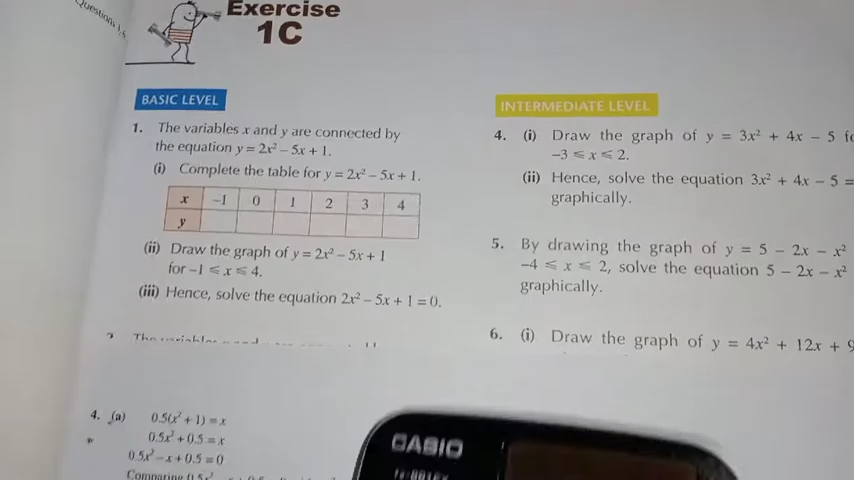 Questions
Exercise
1C
BASIC LEVEL
1. The variables x and y are connected by
the equation y = 2x² – 5x + 1.
(i) Complete the table for y = 2x² – 5x + 1.
x –1 0 1 2 3 4
y
(ii) Draw the graph of y = 2x² – 5x + 1
for –1 ⩽ x ⩽ 4.
(iii) Hence, solve the equation 2x² – 5x + 1 = 0.
INTERMEDIATE LEVEL
4. (i) Draw the graph of y = 3x² + 4x – 5
–3 ⩽ x ⩽ 2.
(ii) Hence, solve the equation 3x² + 4x – 5 =
graphically.
5. By drawing the graph of y = 5 – 2x – x²
–4 ⩽ x ⩽ 2, solve the equation 5 – 2x – x²
graphically.
6. (i) Draw the graph of y = 4x² + 12x + 9
4. (a) 0.5(x² + 1) = x
0.5x² + 0.5 = x
0.5x² – x + 0.5 = 0
Comparing
CASIO